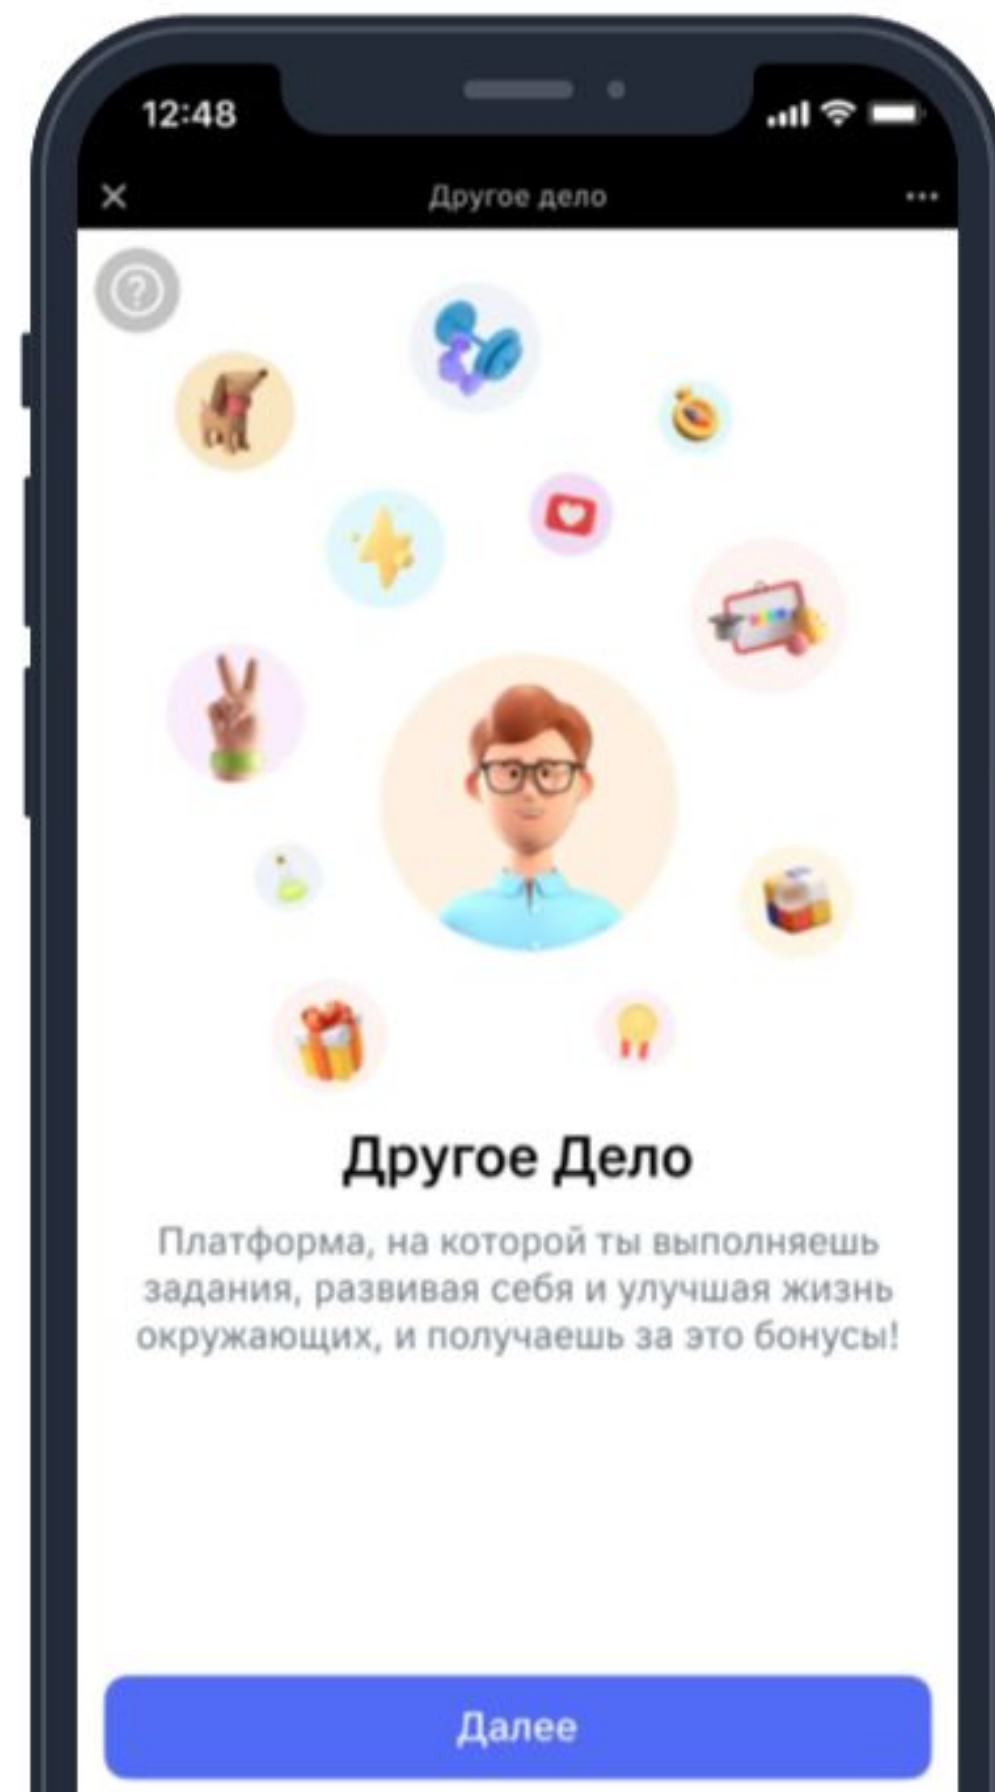 12:48
Другое дело
Другое Дело
Платформа, на которой ты выполняешь
задания, развивая себя и улучшая жизнь
окружающих, и получаешь за это бонусы!
Далее